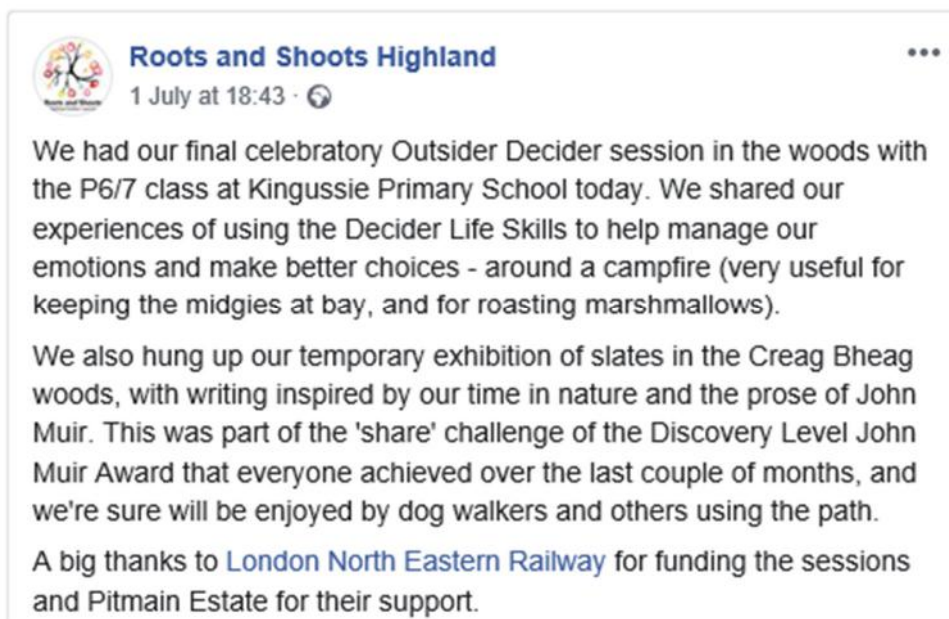 Roots and Shoots Highland
1 July at 18:43 ·
We had our final celebratory Outsider Decider session in the woods with
the P6/7 class at Kingussie Primary School today. We shared our
experiences of using the Decider Life Skills to help manage our
emotions and make better choices - around a campfire (very useful for
keeping the midgies at bay, and for roasting marshmallows).
We also hung up our temporary exhibition of slates in the Creag Bheag
woods, with writing inspired by our time in nature and the prose of John
Muir. This was part of the 'share' challenge of the Discovery Level John
Muir Award that everyone achieved over the last couple of months, and
we're sure will be enjoyed by dog walkers and others using the path.
A big thanks to London North Eastern Railway for funding the sessions
and Pitmain Estate for their support.